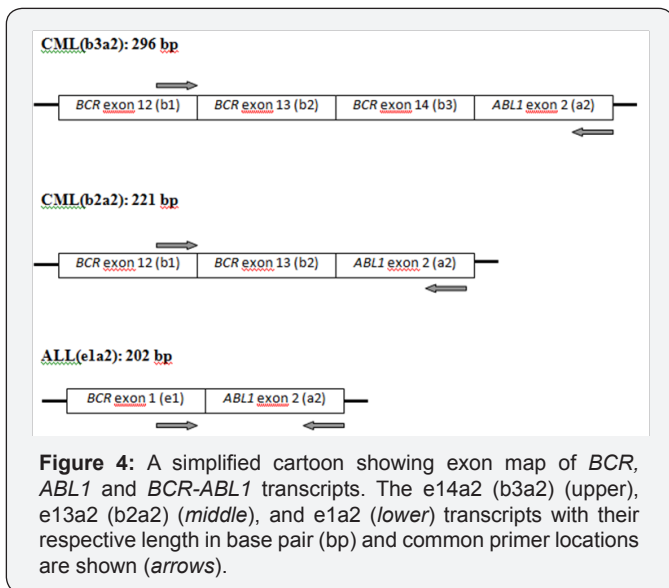 CML(b3a2): 296 bp
BCR exon 12 (b1) BCR exon 13 (b2) BCR exon 14 (b3) ABL1 exon 2 (a2)
CML(b2a2): 221 bp
BCR exon 12 (b1) BCR exon 13 (b2) ABL1 exon 2 (a2)
ALL(e1a2): 202 bp
BCR exon 1 (e1) ABL1 exon 2 (a2)
Figure 4: A simplified cartoon showing exon map of BCR,
ABL1 and BCR-ABL1 transcripts. The e14a2 (b3a2) (upper),
e13a2 (b2a2) (middle), and e1a2 (lower) transcripts with their
respective length in base pair (bp) and common primer locations
are shown (arrows).